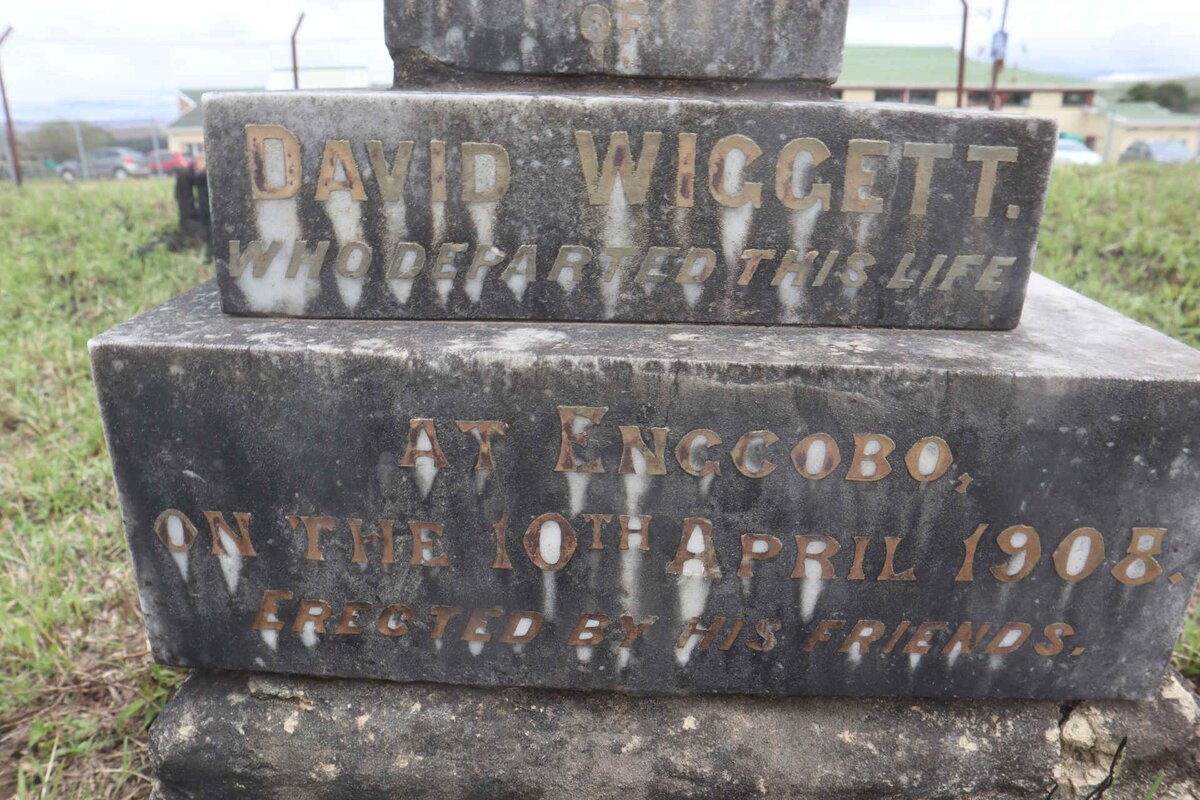 OF
DAVID WIGGETT.
WHO DEPARTED THIS LIFE
AT ENGCOBO,
ON THE 10TH APRIL 1908.
ERECTED BY HIS FRIENDS.